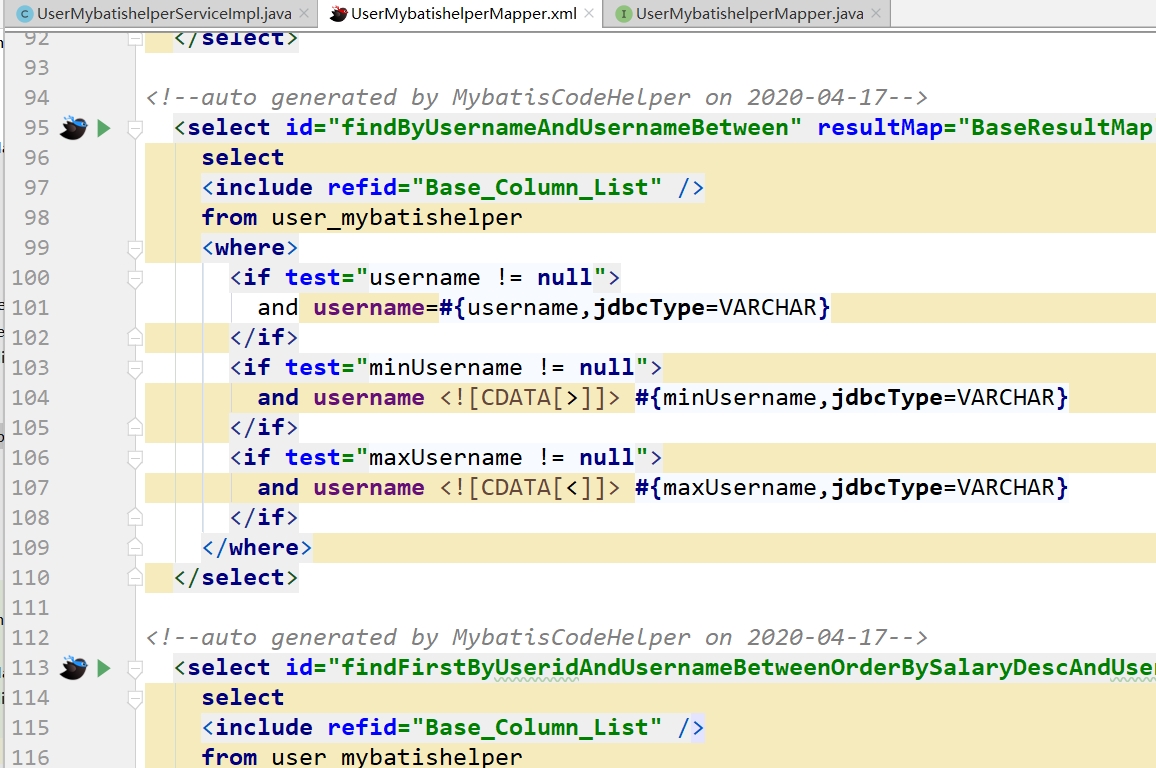 UserMybatishelperServiceImpl.java UserMybatishelperMapper.xml UserMybatishelperMapper.java
92 </select>
93
94 <!--auto generated by MybatisCodeHelper on 2020-04-17-->
95 <select id="findByUsernameAndUsernameBetween" resultMap="BaseResultMap
96 select
97 <include refid="Base_Column_List" />
98 from user_mybatishelper
99 <where>
100 <if test="username != null">
101 and username=#{username,jdbcType=VARCHAR}
102 </if>
103 <if test="minUsername != null">
104 and username <![CDATA[>]]> #{minUsername,jdbcType=VARCHAR}
105 </if>
106 <if test="maxUsername != null">
107 and username <![CDATA[<]]> #{maxUsername,jdbcType=VARCHAR}
108 </if>
109 </where>
110 </select>
111
112 <!--auto generated by MybatisCodeHelper on 2020-04-17-->
113 <select id="findFirstByUseridAndUsernameBetweenOrderBySalaryDescAndUse
114 select
115 <include refid="Base_Column_List" />
116 from user_mybatishelper